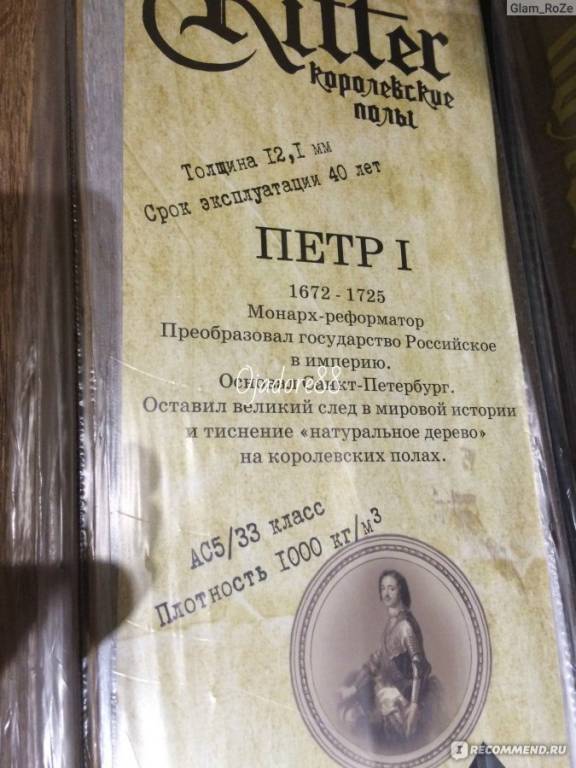 Glam_RoZe
Ritter
королевские
полы
Толщина 12,1 мм
Срок эксплуатации 40 лет
ПЕТР I
1672 - 1725
Монарх-реформатор
Преобразовал государство Российское
в империю.
Основал Санкт-Петербург.
Оставил великий след в мировой истории
и тиснение «натуральное дерево»
на королевских полах.
АС5/33 класс
Плотность 1000 кг/м³
IRECOMMEND.RU